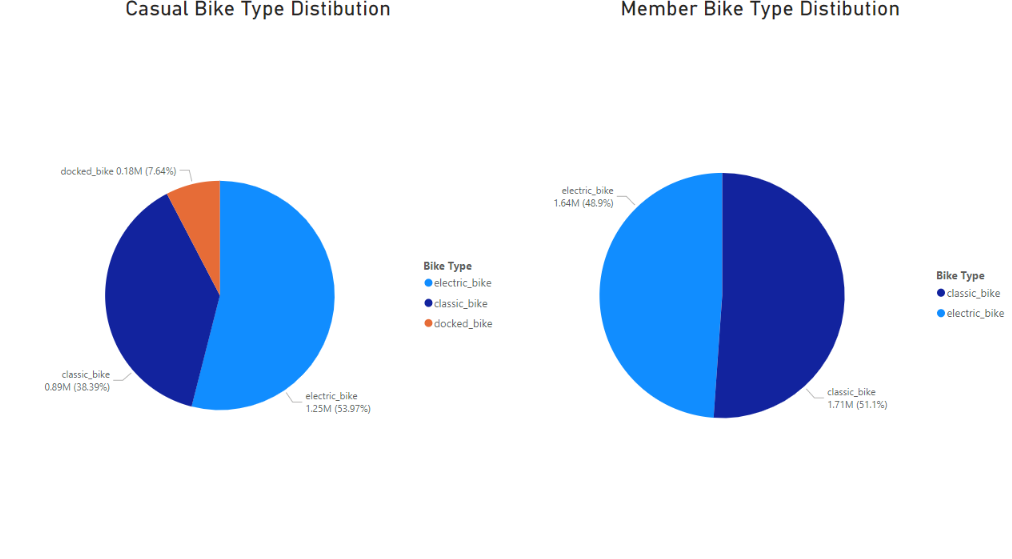 Casual Bike Type Distibution
docked_bike 0.18M (7.64%)
classic_bike
0.89M (38.39%)
electric_bike
1.25M (53.97%)
Bike Type
electric_bike
classic_bike
docked_bike
Member Bike Type Distibution
electric_bike
1.64M (48.9%)
classic_bike
1.71M (51.1%)
Bike Type
classic_bike
electric_bike